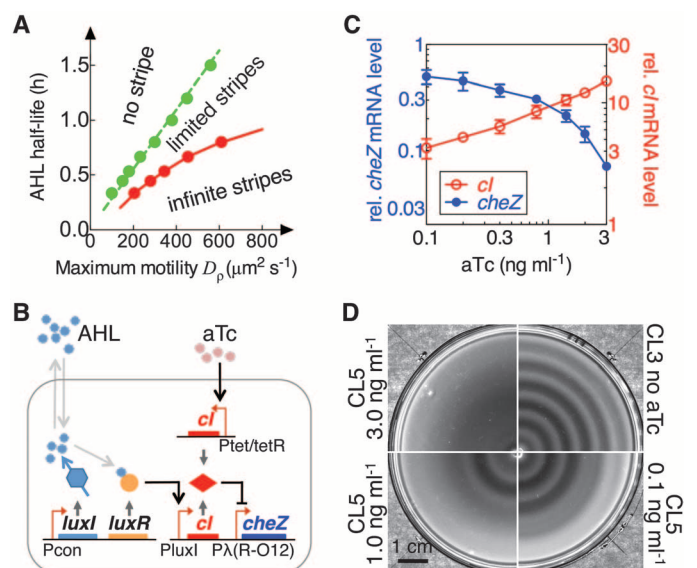 A
AHL half-life (h)
1.5
1.0
0.5
0.0
no stripe
limited stripes
infinite stripes
0
200
400
600
800
Maximum motility Dρ (μm² s⁻¹)
C
rel. cheZ mRNA level
1
0.3
0.1
0.03
cI
cheZ
30
10
3
1
rel. cI mRNA level
0.1
0.3
1
3
aTc (ng ml⁻¹)
B
AHL
aTc
cI
Ptet/tetR
luxI
luxR
cI
cheZ
Pcon
PluxI
Pλ(R-O12)
D
CL5
3.0 ng ml⁻¹
CL3 no aTc
CL5
1.0 ng ml⁻¹
0.1 ng ml⁻¹
CL5
1 cm